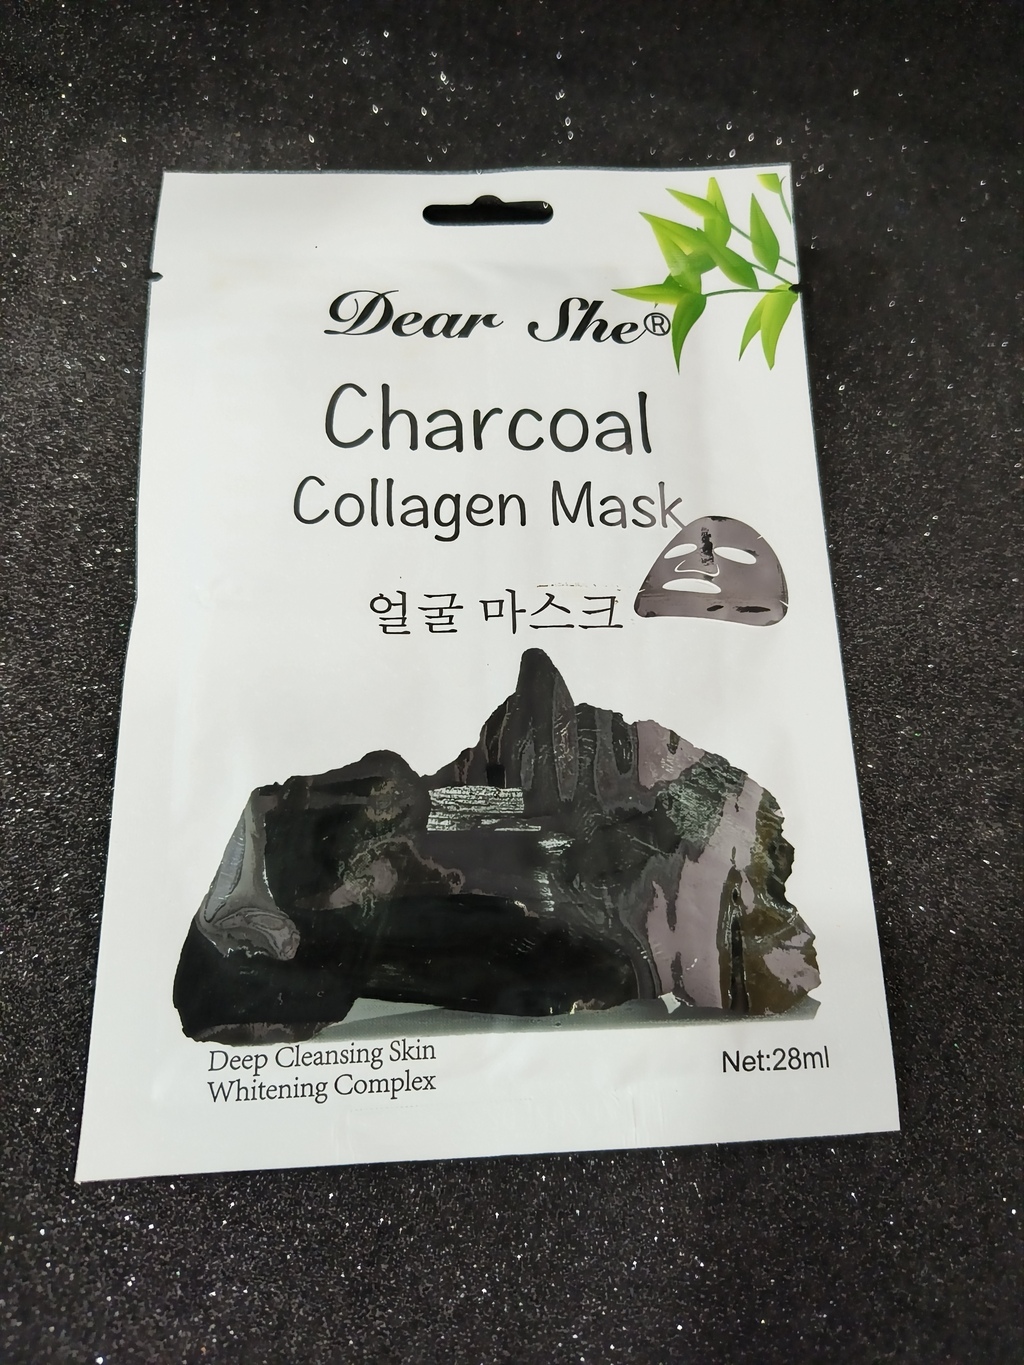 Dear She®
Charcoal
Collagen Mask
얼굴 마스크
Deep Cleansing Skin
Whitening Complex
Net:28ml